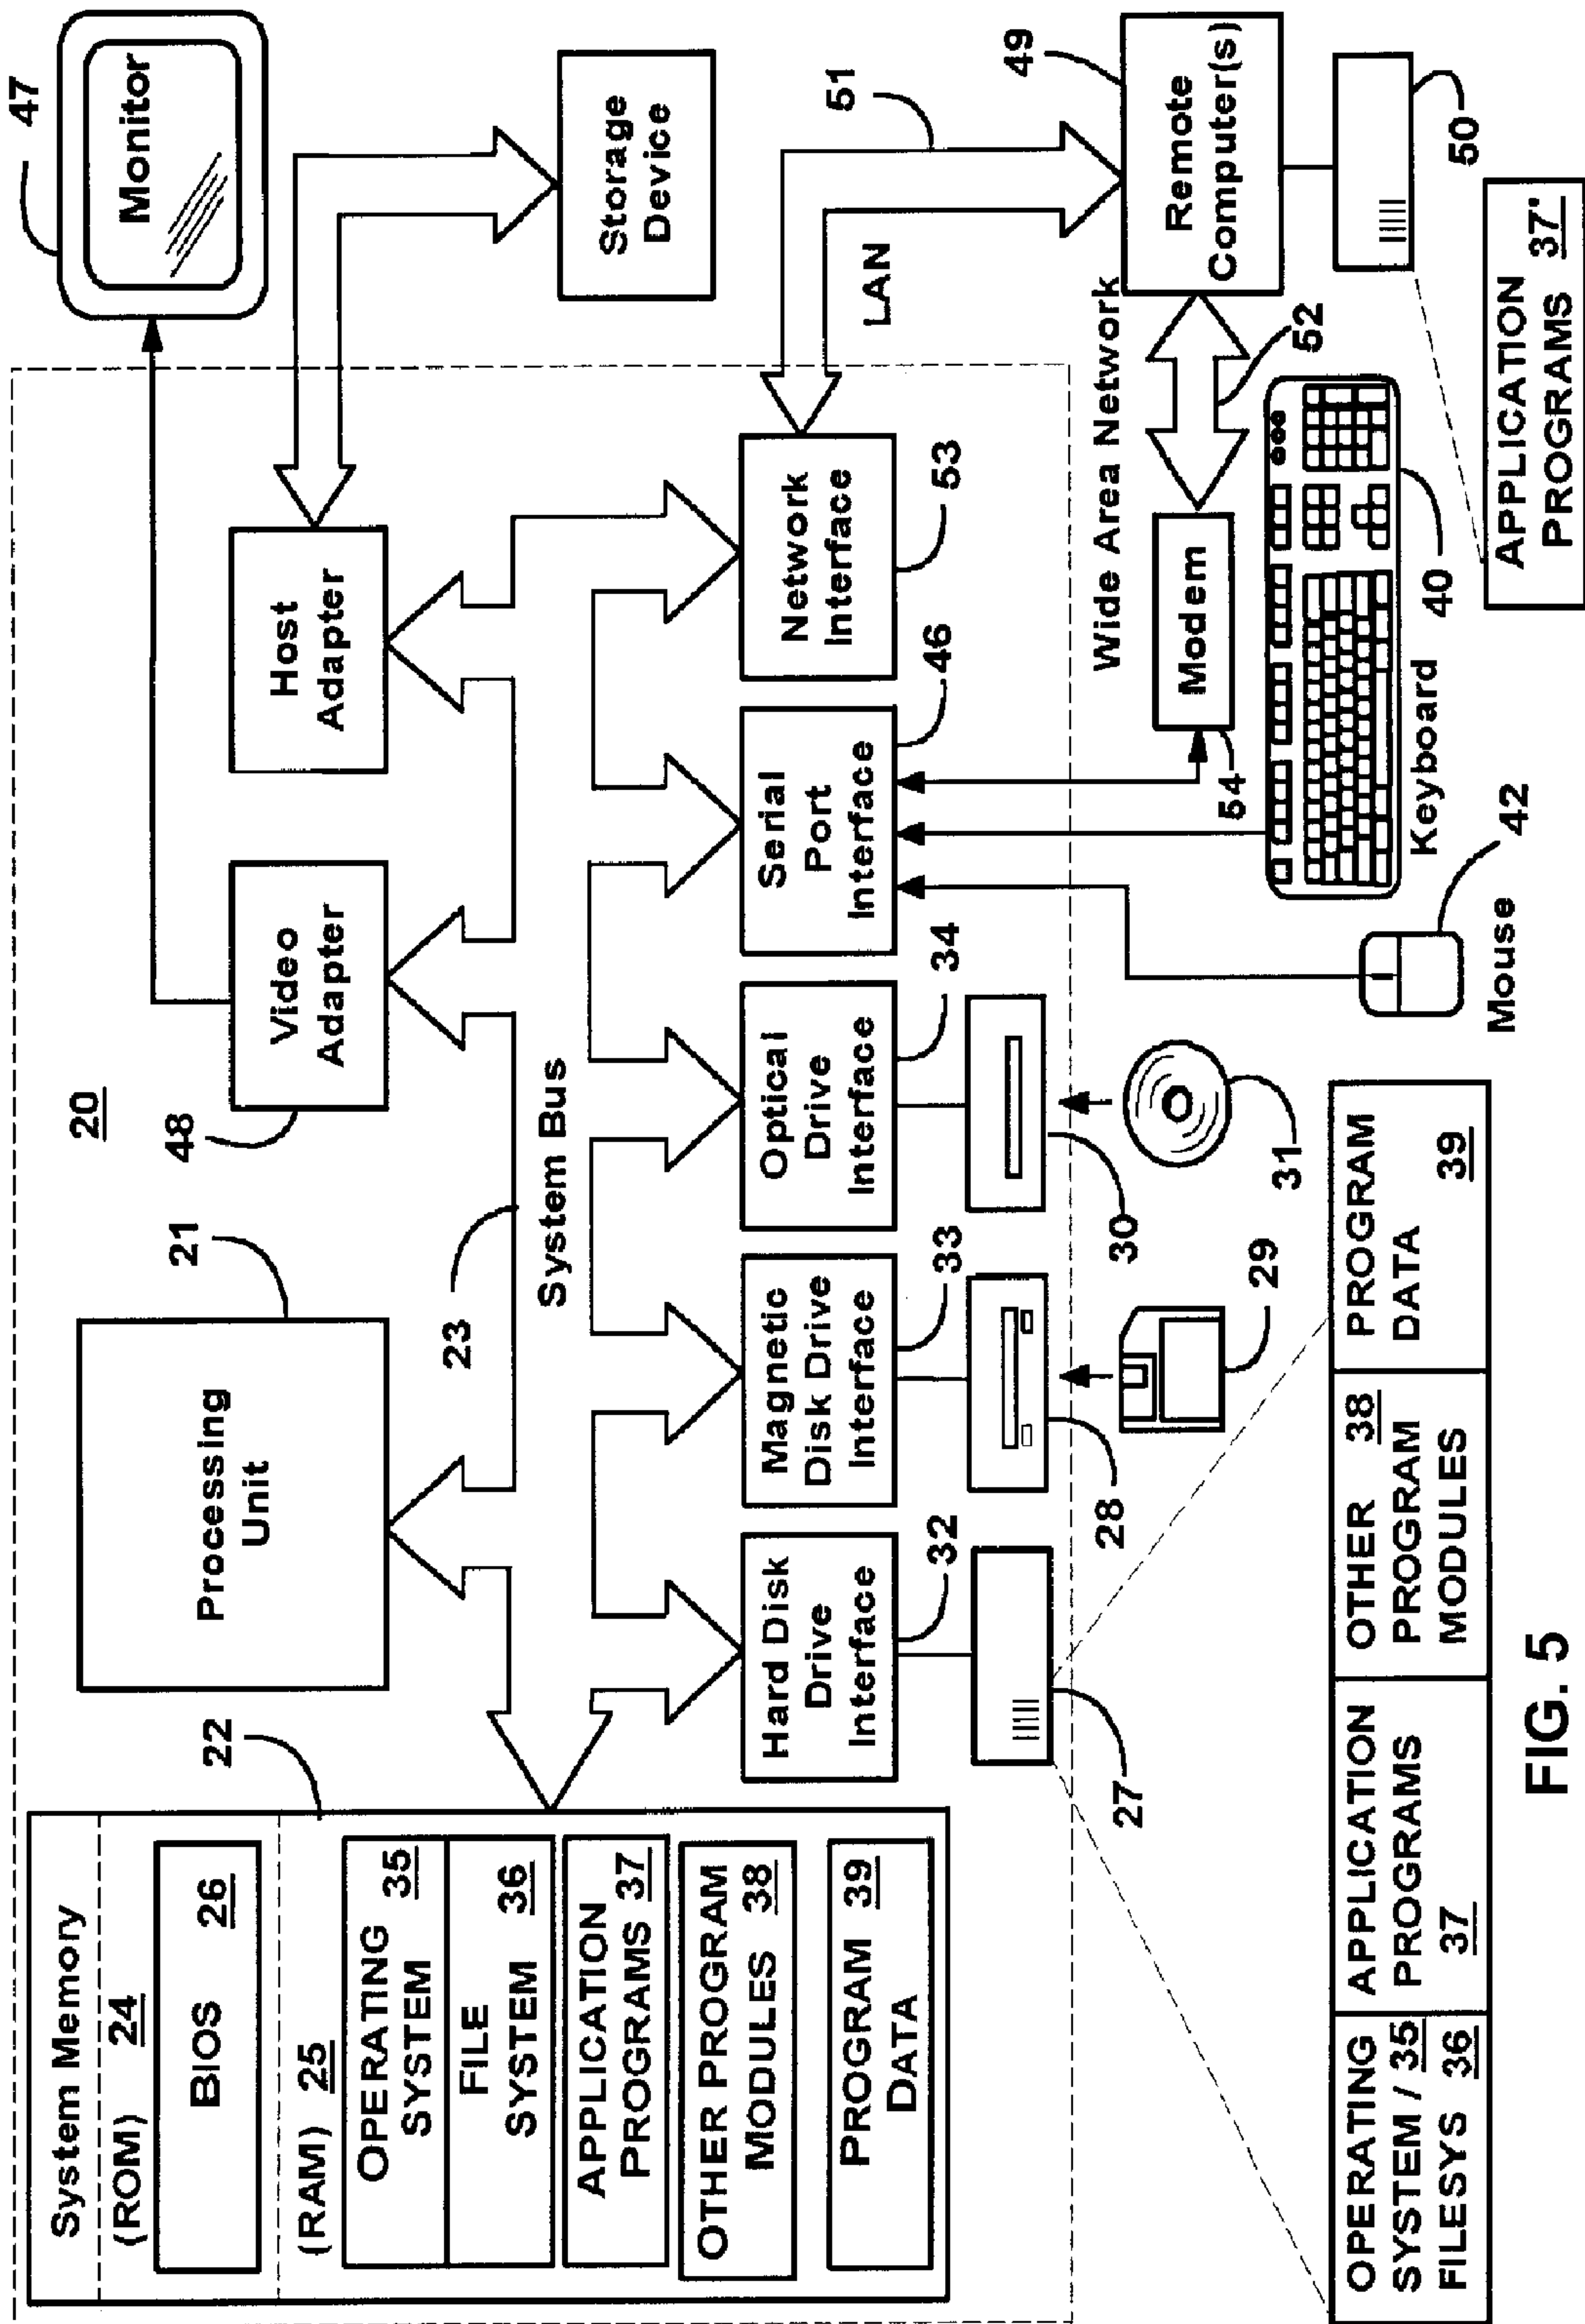 System Memory
(ROM) 24
BIOS 26
22
(RAM) 25
OPERATING 35
SYSTEM
FILE
SYSTEM 36
APPLICATION
PROGRAMS 37
OTHER PROGRAM
MODULES 38
PROGRAM 39
DATA
Processing
Unit
21
20
48
Video
Adapter
Host
Adapter
47
Monitor
Storage
Device
23
System Bus
Hard Disk
Drive
Interface
32
Magnetic
Disk Drive
Interface
33
Optical
Drive
Interface
34
Serial
Port
Interface
46
Network
Interface
53
LAN
51
49
Remote
Computer(s)
Wide Area Network
52
Modem
54
27
28
29
30
31
Mouse
42
Keyboard
40
50
APPLICATION
PROGRAMS 37'
OPERATING
SYSTEM / 35
FILESYS 36
APPLICATION
PROGRAMS
37
OTHER 38
PROGRAM
MODULES
PROGRAM
DATA
39
FIG. 5